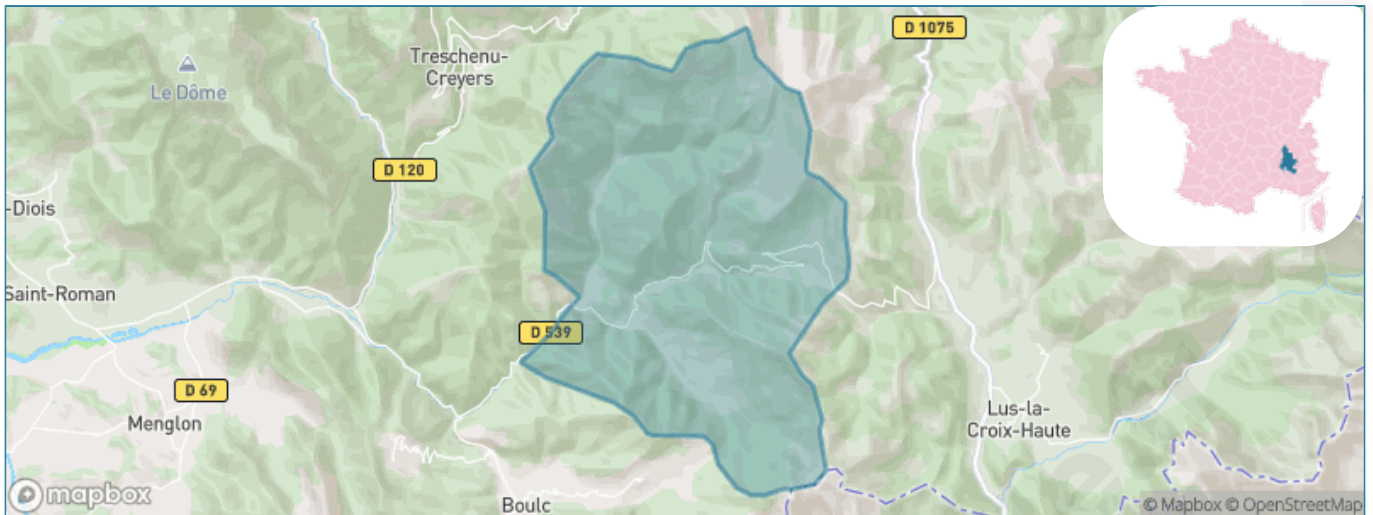 D 1075
Treschenu-
Creyers
Le Dôme
D 120
-Diois
Saint-Roman
D 539
D 69
Menglon
Lus-la-
Croix-Haute
Boulc
mapbox
© Mapbox © OpenStreetMap